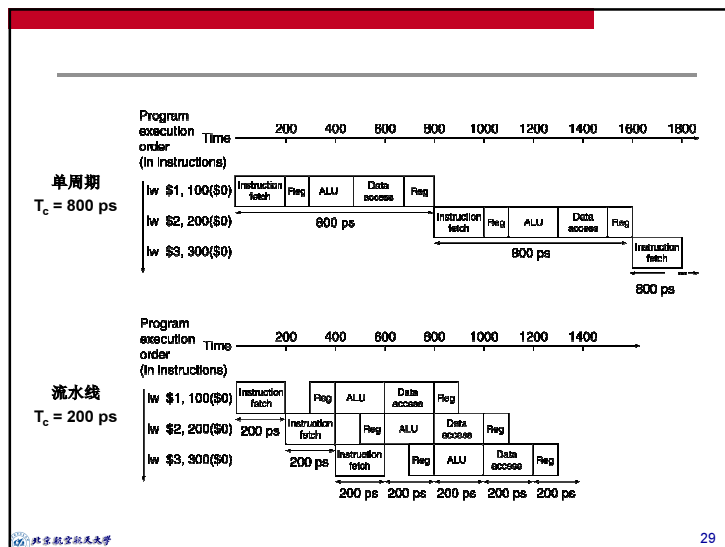 Program
execution
order
(in instructions)
Time
200 400 600 800 1000 1200 1400 1600 1800
单周期
Tc = 800 ps
lw $1, 100($0)
Instruction fetch Reg ALU Data access Reg
800 ps
lw $2, 200($0)
Instruction fetch Reg ALU Data access Reg
800 ps
lw $3, 300($0)
Instruction fetch
800 ps
Program
execution
order
(in instructions)
Time
200 400 600 800 1000 1200 1400
流水线
Tc = 200 ps
lw $1, 100($0)
Instruction fetch Reg ALU Data access Reg
lw $2, 200($0)
200 ps
Instruction fetch Reg ALU Data access Reg
lw $3, 300($0)
200 ps
Instruction fetch Reg ALU Data access Reg
200 ps 200 ps 200 ps 200 ps 200 ps
北京航空航天大学
29